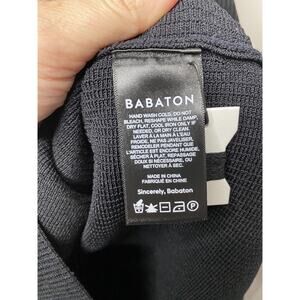 BABATON
HAND WASH COLD, DO NOT
BLEACH, RESHAPE WHILE DAMP,
DRY FLAT, COOL IRON ONLY IF
NEEDED, OR DRY CLEAN.
LAVER À LA MAIN À L'EAU
FROIDE, NE PAS JAVELISER,
REMODELER PENDANT QUE
L'ARTICLE EST ENCORE HUMIDE,
SÉCHER À PLAT, REPASSAGE
DOUX SI NÉCESSAIRE, OU
NETTOYER À SEC.
MADE IN CHINA
FABRIQUÉ EN CHINE
Sincerely, Babaton